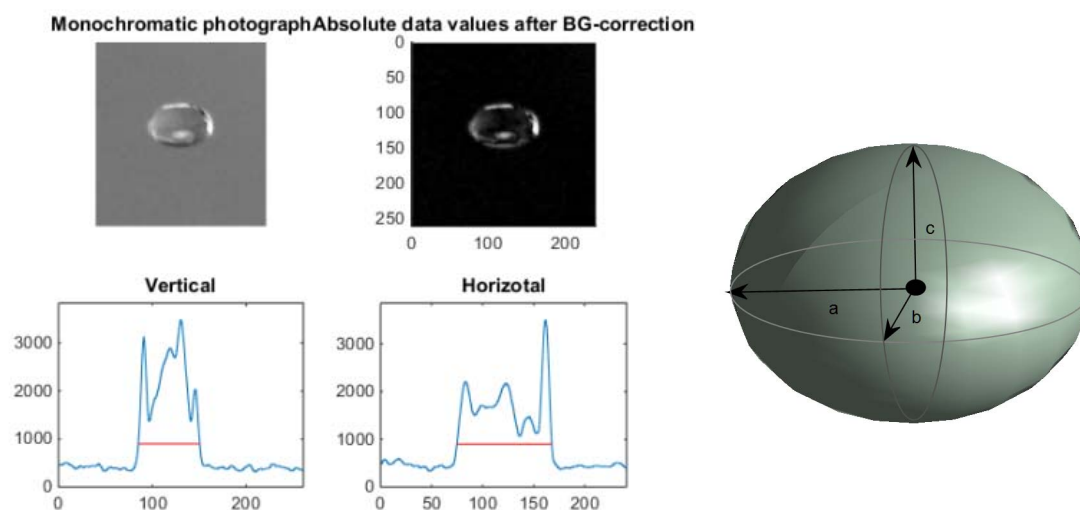 Monochromatic photographAbsolute data values after BG-correction
0
50
100
150
200
250
0 100 200
Vertical
3000
2000
1000
0
0 100 200
Horizotal
3000
2000
1000
0
0 50 100 150 200
c
a
b